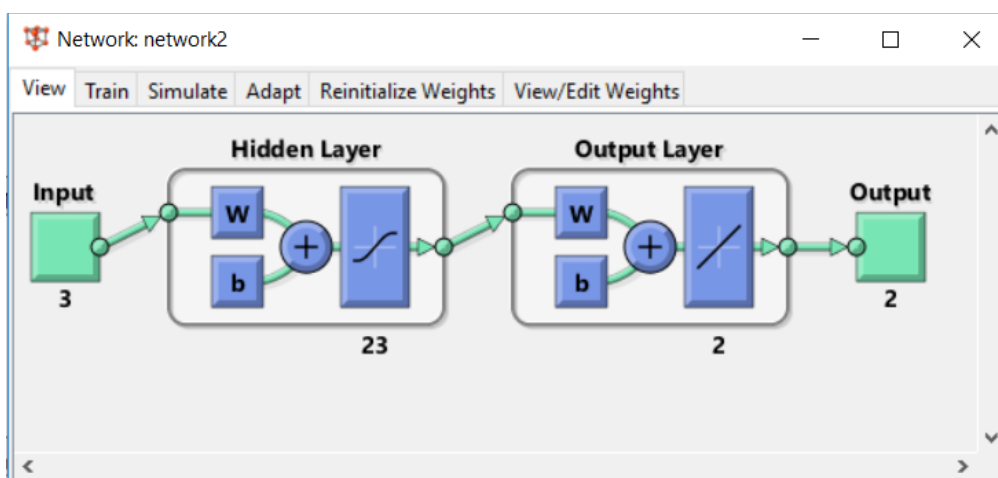 Network: network2
View Train Simulate Adapt Reinitialize Weights View/Edit Weights
Hidden Layer Output Layer
Input Output
W W
b b
3 2
23 2